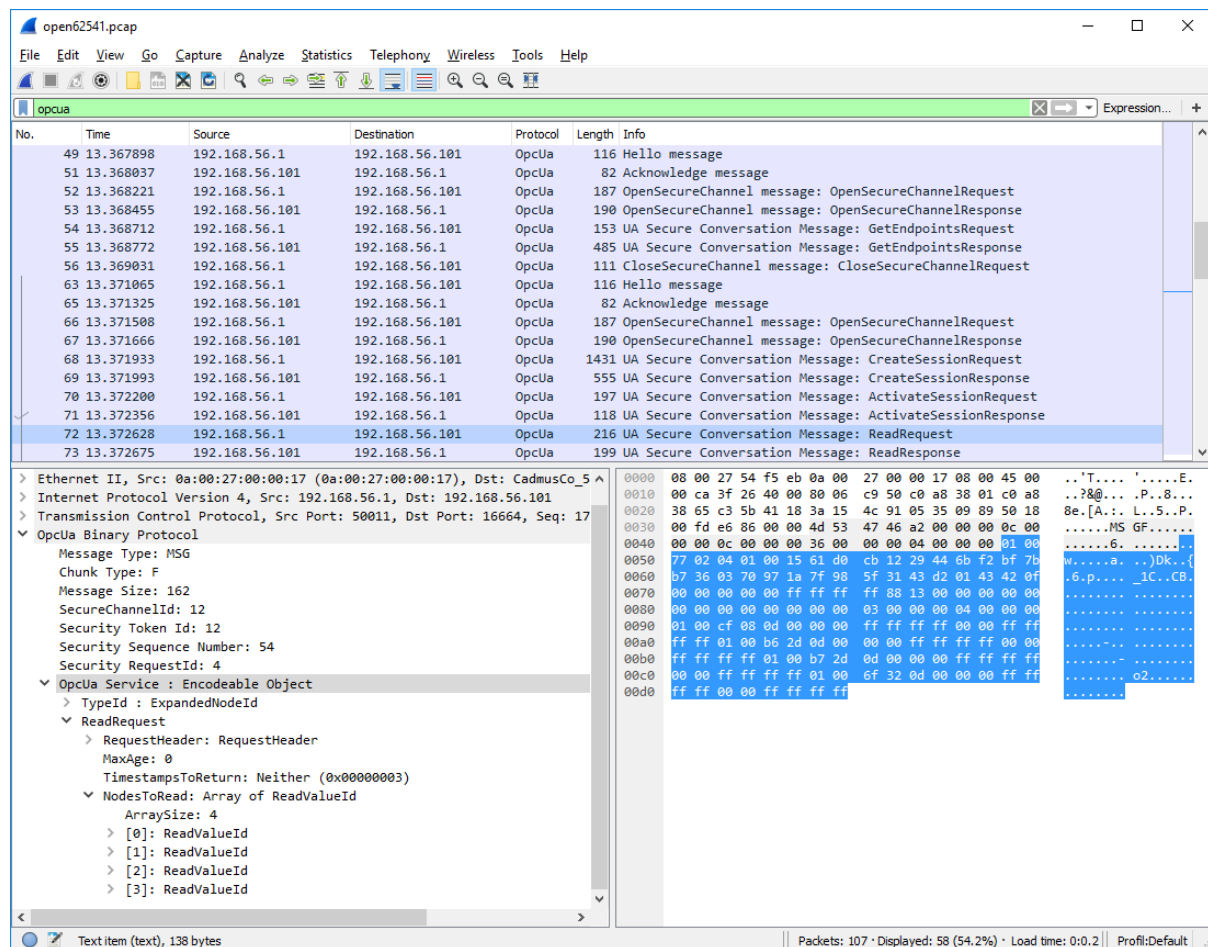 open62541.pcap
File Edit View Go Capture Analyze Statistics Telephony Wireless Tools Help
opcua Expression... +
No. Time Source Destination Protocol Length Info
49 13.367898 192.168.56.1 192.168.56.101 OpcUa 116 Hello message
51 13.368037 192.168.56.101 192.168.56.1 OpcUa 82 Acknowledge message
52 13.368221 192.168.56.1 192.168.56.101 OpcUa 187 OpenSecureChannel message: OpenSecureChannelRequest
53 13.368455 192.168.56.101 192.168.56.1 OpcUa 190 OpenSecureChannel message: OpenSecureChannelResponse
54 13.368712 192.168.56.1 192.168.56.101 OpcUa 153 UA Secure Conversation Message: GetEndpointsRequest
55 13.368772 192.168.56.101 192.168.56.1 OpcUa 485 UA Secure Conversation Message: GetEndpointsResponse
56 13.369031 192.168.56.1 192.168.56.101 OpcUa 111 CloseSecureChannel message: CloseSecureChannelRequest
63 13.371065 192.168.56.1 192.168.56.101 OpcUa 116 Hello message
65 13.371325 192.168.56.101 192.168.56.1 OpcUa 82 Acknowledge message
66 13.371508 192.168.56.1 192.168.56.101 OpcUa 187 OpenSecureChannel message: OpenSecureChannelRequest
67 13.371666 192.168.56.101 192.168.56.1 OpcUa 190 OpenSecureChannel message: OpenSecureChannelResponse
68 13.371933 192.168.56.1 192.168.56.101 OpcUa 1431 UA Secure Conversation Message: CreateSessionRequest
69 13.371993 192.168.56.101 192.168.56.1 OpcUa 555 UA Secure Conversation Message: CreateSessionResponse
70 13.372200 192.168.56.1 192.168.56.101 OpcUa 197 UA Secure Conversation Message: ActivateSessionRequest
71 13.372356 192.168.56.101 192.168.56.1 OpcUa 118 UA Secure Conversation Message: ActivateSessionResponse
72 13.372628 192.168.56.1 192.168.56.101 OpcUa 216 UA Secure Conversation Message: ReadRequest
73 13.372675 192.168.56.101 192.168.56.1 OpcUa 199 UA Secure Conversation Message: ReadResponse
Ethernet II, Src: 0a:00:27:00:00:17 (0a:00:27:00:00:17), Dst: CadmusCo_5
Internet Protocol Version 4, Src: 192.168.56.1, Dst: 192.168.56.101
Transmission Control Protocol, Src Port: 50011, Dst Port: 16664, Seq: 17
OpcUa Binary Protocol
Message Type: MSG
Chunk Type: F
Message Size: 162
SecureChannelId: 12
Security Token Id: 12
Security Sequence Number: 54
Security RequestId: 4
OpcUa Service : Encodeable Object
TypeId : ExpandedNodeId
ReadRequest
RequestHeader: RequestHeader
MaxAge: 0
TimestampsToReturn: Neither (0x00000003)
NodesToRead: Array of ReadValueId
ArraySize: 4
[0]: ReadValueId
[1]: ReadValueId
[2]: ReadValueId
[3]: ReadValueId
0000 08 00 27 54 f5 eb 0a 00 27 00 00 17 08 00 45 00 ..'T.... '.....E.
0010 00 ca 3f 26 40 00 80 06 c9 50 c0 a8 38 01 c0 a8 ..?&@... .P..8...
0020 38 65 c3 5b 41 18 3a 15 4c 91 05 35 09 89 50 18 8e.[A.:. L..5..P.
0030 00 fd e6 86 00 00 4d 53 47 46 a2 00 00 00 0c 00 ......MS GF......
0040 00 00 0c 00 00 00 36 00 00 00 04 00 00 00 01 00 ......6. ........
0050 77 02 04 01 00 15 61 d0 cb 12 29 44 6b f2 bf 7b w.....a. ..)Dk..{
0060 b7 36 03 70 97 1a 7f 98 5f 31 43 d2 01 43 42 0f .6.p.... _1C..CB.
0070 00 00 00 00 00 ff ff ff ff 88 13 00 00 00 00 00 ........ ........
0080 00 00 00 00 00 00 00 00 03 00 00 00 04 00 00 00 ........ ........
0090 01 00 cf 08 0d 00 00 00 ff ff ff ff 00 00 ff ff ........ ........
00a0 ff ff 01 00 b6 2d 0d 00 00 00 ff ff ff ff 00 00 .....-.. ........
00b0 ff ff ff ff 01 00 b7 2d 0d 00 00 00 ff ff ff ff .......- ........
00c0 00 00 ff ff ff ff 01 00 6f 32 0d 00 00 00 ff ff ........ o2......
00d0 ff ff 00 00 ff ff ff ff ........
Text item (text), 138 bytes Packets: 107 · Displayed: 58 (54.2%) · Load time: 0:0.2 Profil:Default